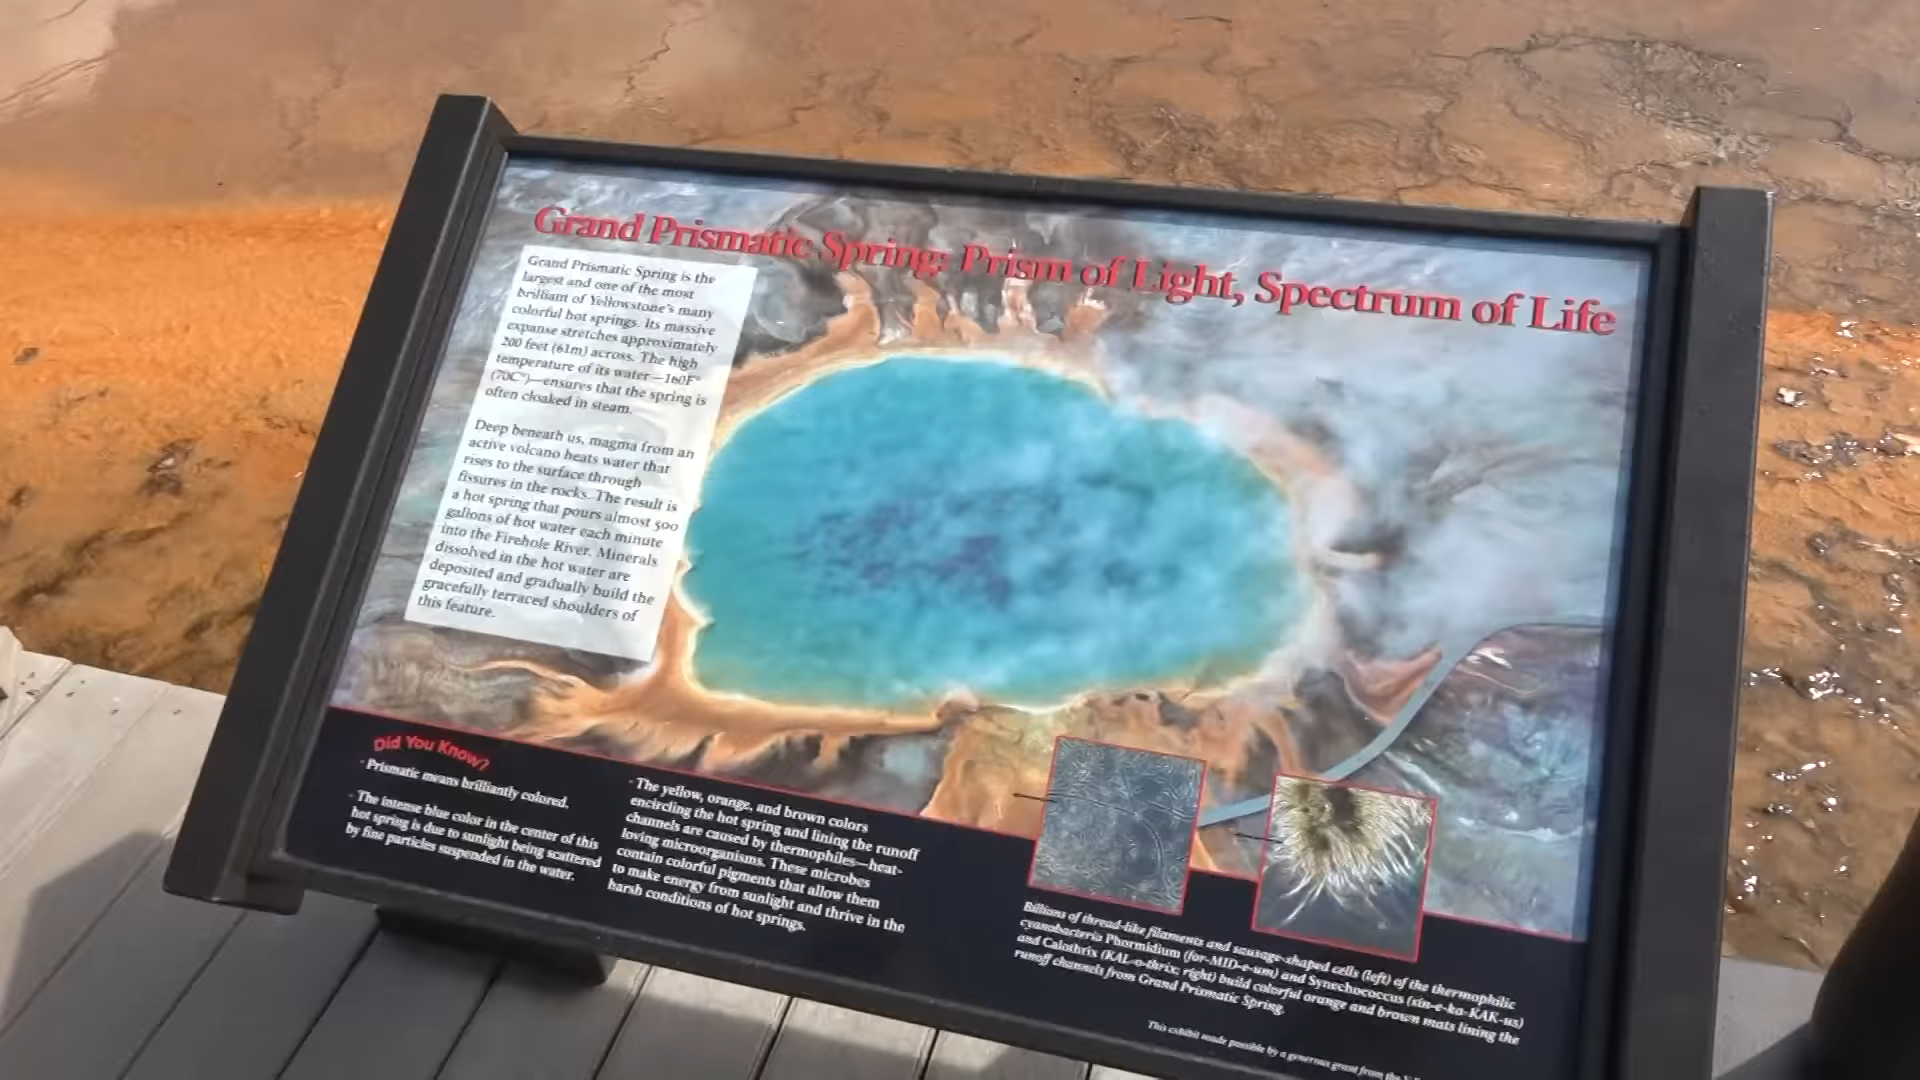 Grand Prismatic Spring: Prism of Light, Spectrum of Life
Grand Prismatic Spring is the
largest and one of the most
brilliant of Yellowstone's many
colorful hot springs. Its massive
expanse stretches approximately
200 feet (61m) across. The high
temperature of its water—160F°
(70C°)—ensures that the spring is
often cloaked in steam.
Deep beneath us, magma from an
active volcano heats water that
rises to the surface through
fissures in the rocks. The result is
a hot spring that pours almost 500
gallons of hot water each minute
into the Firehole River. Minerals
dissolved in the hot water are
deposited and gradually build the
gracefully terraced shoulders of
this feature.
Did You Know?
· Prismatic means brilliantly colored.
· The intense blue color in the center of this
hot spring is due to sunlight being scattered
by fine particles suspended in the water.
· The yellow, orange, and brown colors
encircling the hot spring and lining the runoff
channels are caused by thermophiles—heat-
loving microorganisms. These microbes
contain colorful pigments that allow them
to make energy from sunlight and thrive in the
harsh conditions of hot springs.
Billions of thread-like filaments and sausage-shaped cells (left) of the thermophilic
cyanobacteria Phormidium (for-MID-e-um) and Synechococcus (sin-e-ko-KAK-us)
and Calothrix (KAL-o-thrix; right) build colorful orange and brown mats lining the
runoff channels from Grand Prismatic Spring.
This exhibit made possible by a generous grant from the